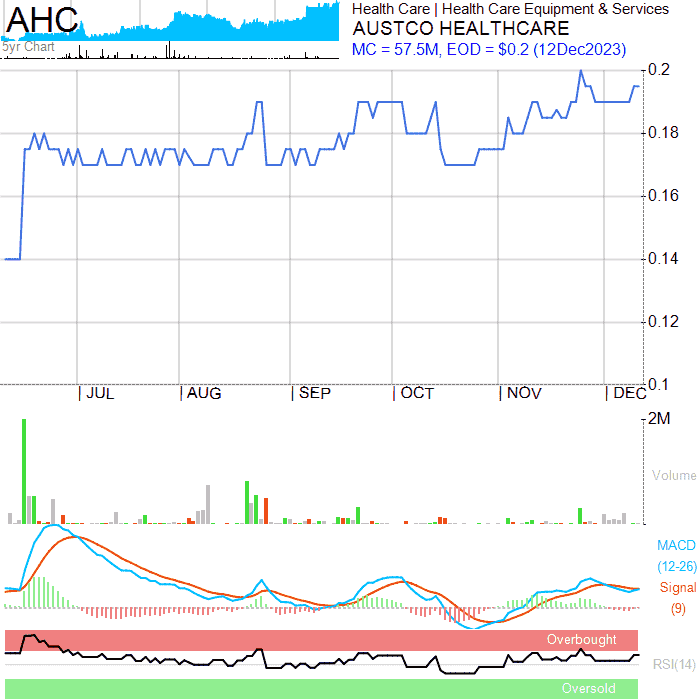 AHC
5yr Chart
Health Care | Health Care Equipment & Services
AUSTCO HEALTHCARE
MC = 57.5M, EOD = $0.2 (12Dec2023)
0.2
0.18
0.16
0.14
0.12
0.1
| JUL | AUG | SEP | OCT | NOV | DEC
2M
Volume
MACD
(12-26)
Signal
(9)
Overbought
RSI(14)
Oversold